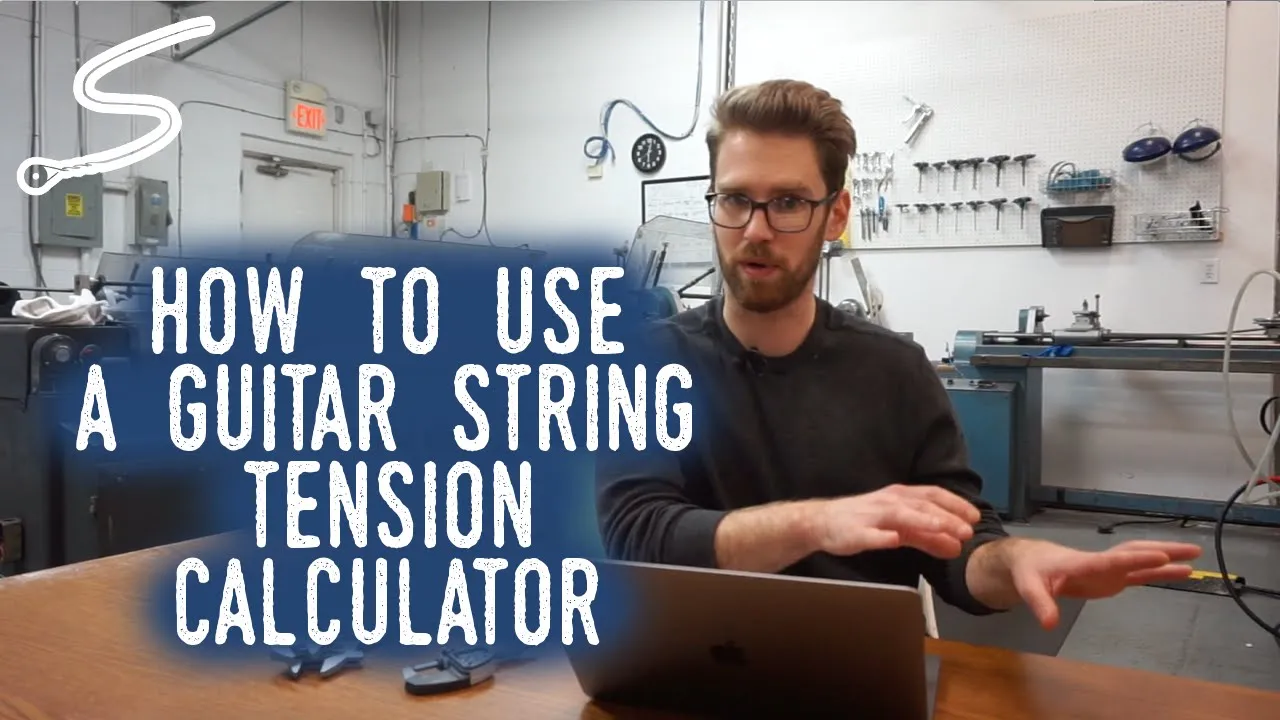 EXIT
HOW TO USE
A GUITAR STRING
TENSION
CALCULATOR